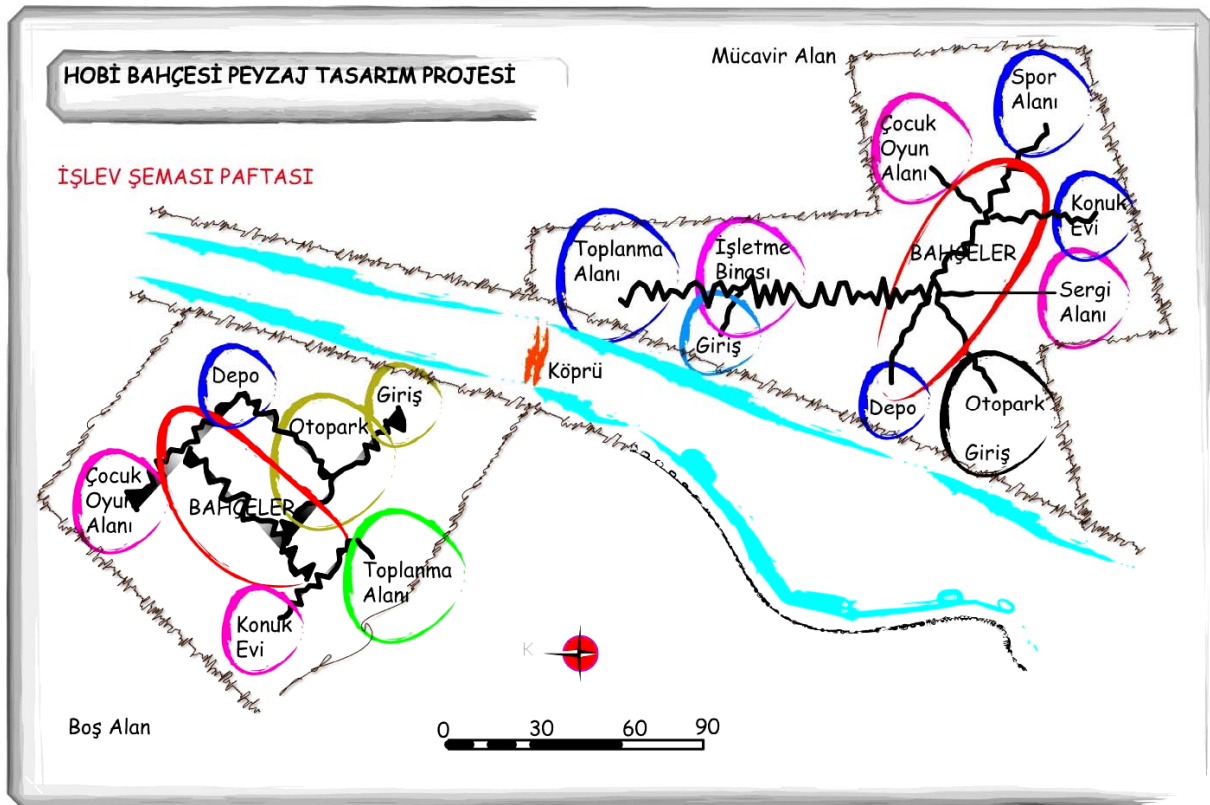 HOBİ BAHÇESİ PEYZAJ TASARIM PROJESİ
İŞLEV ŞEMASI PAFTASI
Mücavir Alan
Spor
Alanı
Çocuk
Oyun
Alanı
Konuk
Evi
Toplanma
Alanı
İşletme
Binası
BAHÇELER
Sergi
Alanı
Giriş
Köprü
Depo
Otopark
Giriş
Depo
Giriş
Otopark
Çocuk
Oyun
Alanı
BAHÇELER
Toplanma
Alanı
Konuk
Evi
K
Boş Alan
0 30 60 90